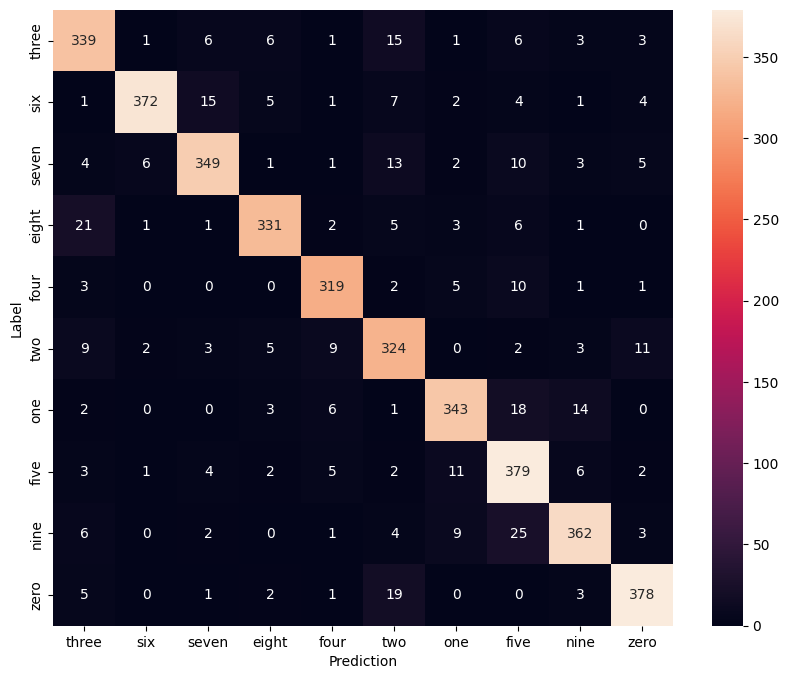 three 339 1 6 6 1 15 1 6 3 3
six 1 372 15 5 1 7 2 4 1 4
seven 4 6 349 1 1 13 2 10 3 5
eight 21 1 1 331 2 5 3 6 1 0
four 3 0 0 0 319 2 5 10 1 1
two 9 2 3 5 9 324 0 2 3 11
one 2 0 0 3 6 1 343 18 14 0
five 3 1 4 2 5 2 11 379 6 2
nine 6 0 2 0 1 4 9 25 362 3
zero 5 0 1 2 1 19 0 0 3 378
three six seven eight four two one five nine zero
Prediction
Label
350
300
250
200
150
100
50
0